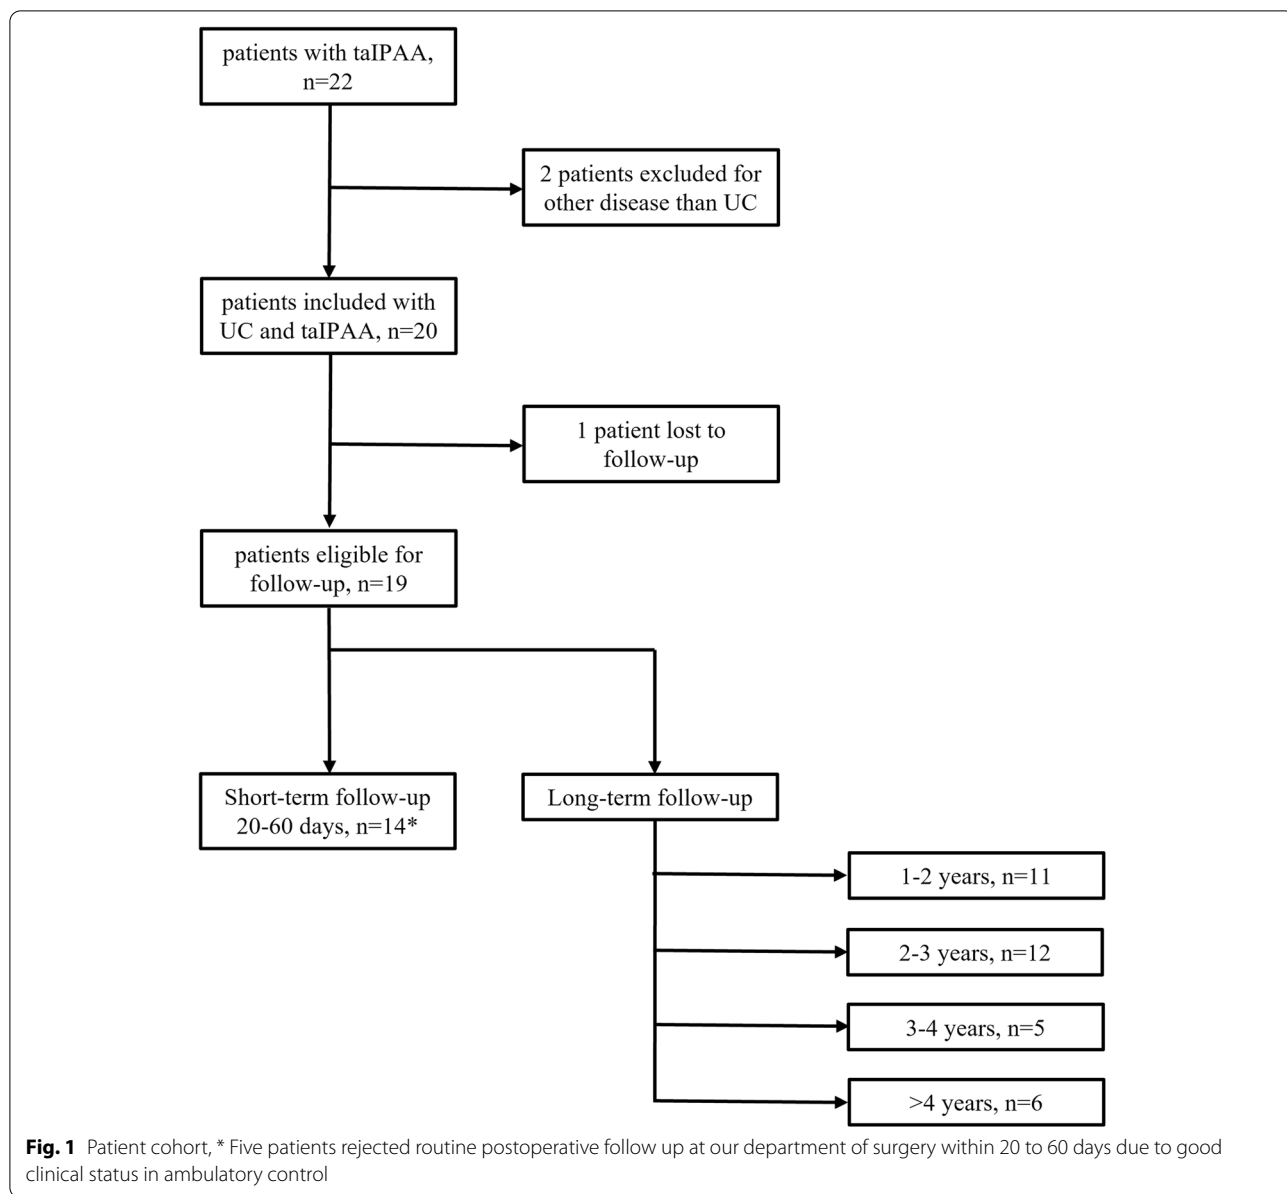 patients with taIPAA,
n=22
2 patients excluded for
other disease than UC
patients included with
UC and taIPAA, n=20
1 patient lost to
follow-up
patients eligible for
follow-up, n=19
Short-term follow-up
20-60 days, n=14*
Long-term follow-up
1-2 years, n=11
2-3 years, n=12
3-4 years, n=5
>4 years, n=6
Fig. 1 Patient cohort, * Five patients rejected routine postoperative follow up at our department of surgery within 20 to 60 days due to good
clinical status in ambulatory control